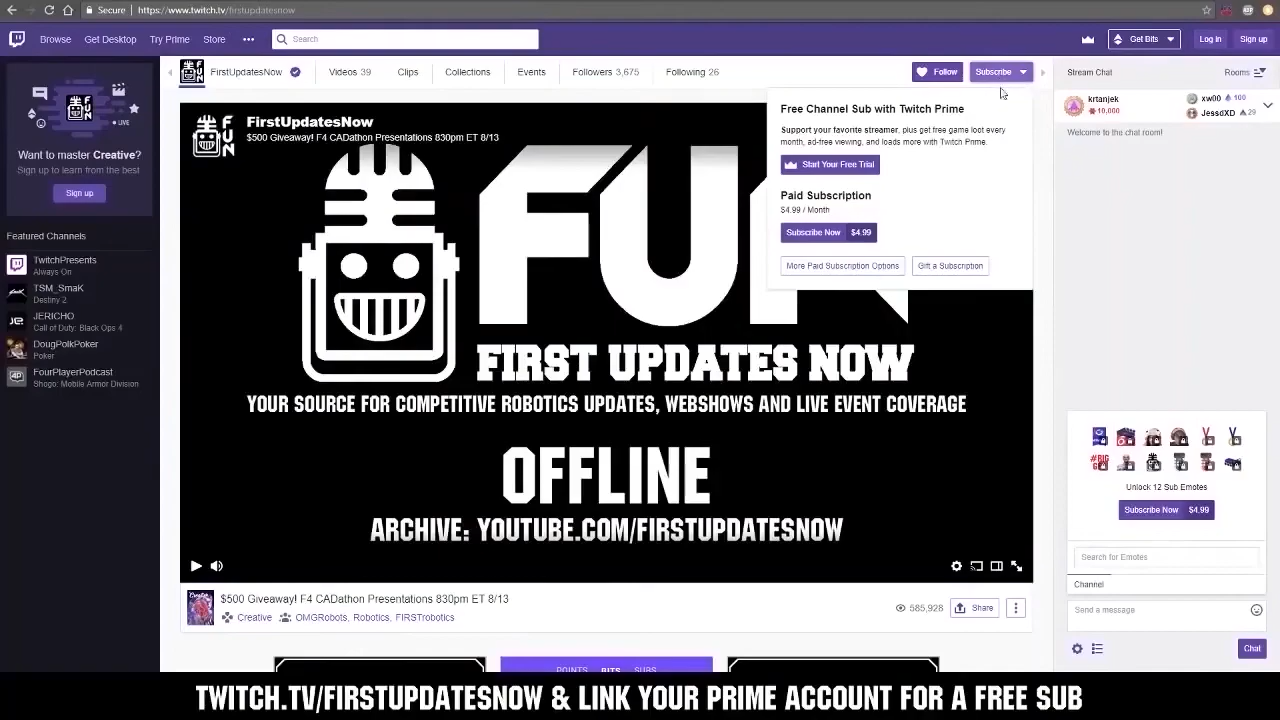 Secure
https://www.twitch.tv/firstupdatesnow
Browse
Get Desktop
Try Prime
Store
Search
Get Bits
Log in
Sign up
FUN
LIVE
Want to master Creative?
Sign up to learn from the best
Sign up
Featured Channels
TwitchPresents
Always On
TSM_SmaK
Destiny 2
JERICHO
Call of Duty: Black Ops 4
DougPolkPoker
Poker
FourPlayerPodcast
Shogo: Mobile Armor Division
FirstUpdatesNow
Videos 39
Clips
Collections
Events
Followers 3,675
Following 26
Follow
Subscribe
FirstUpdatesNow
$500 Giveaway! F4 CADathon Presentations 830pm ET 8/13
Free Channel Sub with Twitch Prime
Support your favorite streamer, plus get free game loot every
month, ad-free viewing, and loads more with Twitch Prime.
Start Your Free Trial
Paid Subscription
$4.99 / Month
Subscribe Now $4.99
More Paid Subscription Options
Gift a Subscription
FUN
FIRST UPDATES NOW
YOUR SOURCE FOR COMPETITIVE ROBOTICS UPDATES, WEBSHOWS AND LIVE EVENT COVERAGE
OFFLINE
ARCHIVE: YOUTUBE.COM/FIRSTUPDATESNOW
$500 Giveaway! F4 CADathon Presentations 830pm ET 8/13
Creative
OMGRobots, Robotics, FIRSTrobotics
585,928
Share
POINTS
BITS
SUBS
Stream Chat
Rooms
krtanjek
10,000
xw00 100
JessdXD 29
Welcome to the chat room!
Unlock 12 Sub Emotes
Subscribe Now $4.99
Search for Emotes
Channel
Send a message
Chat
TWITCH.TV/FIRSTUPDATESNOW & LINK YOUR PRIME ACCOUNT FOR A FREE SUB